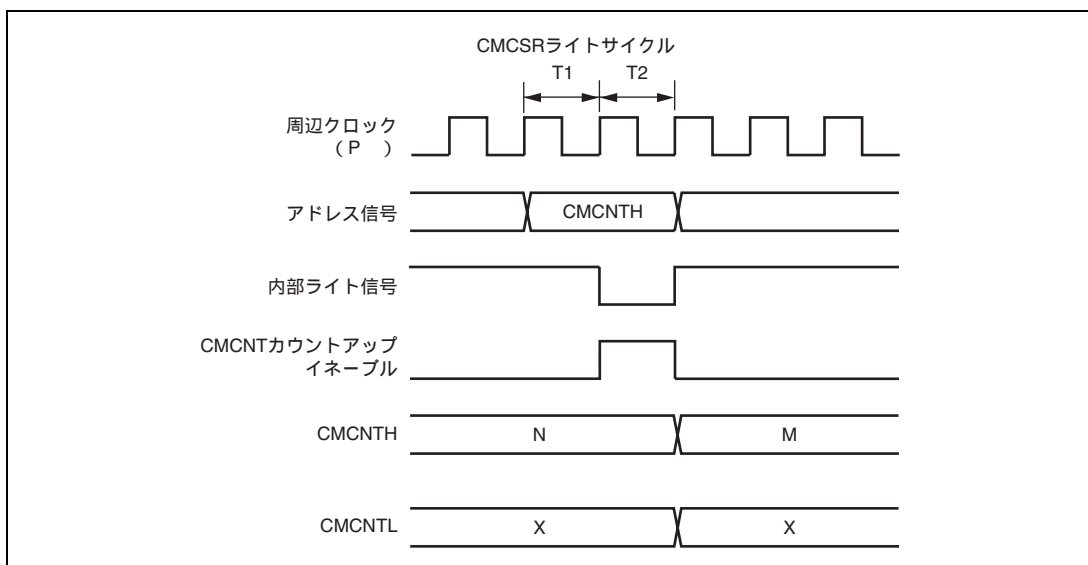 CMCSRライトサイクル
T1 T2
周辺クロック
（P　）
アドレス信号 CMCNTH
内部ライト信号
CMCNTカウントアップ
イネーブル
CMCNTH N M
CMCNTL X X